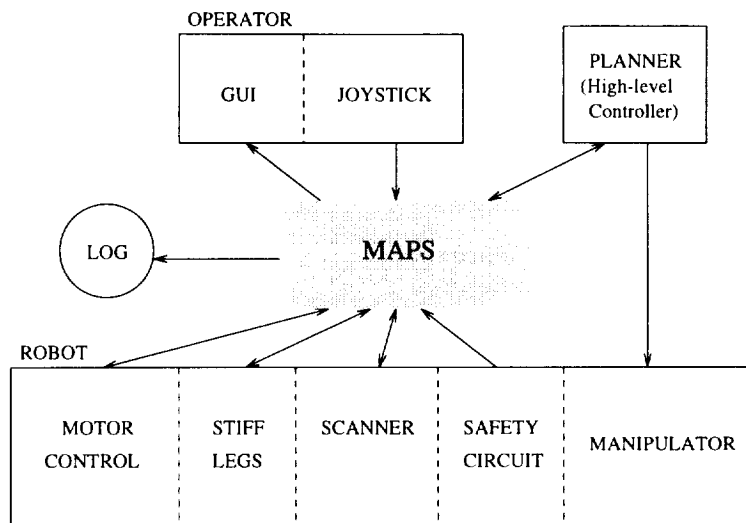 OPERATOR
GUI
JOYSTICK
PLANNER
(High-level
Controller)
LOG
MAPS
ROBOT
MOTOR
CONTROL
STIFF
LEGS
SCANNER
SAFETY
CIRCUIT
MANIPULATOR